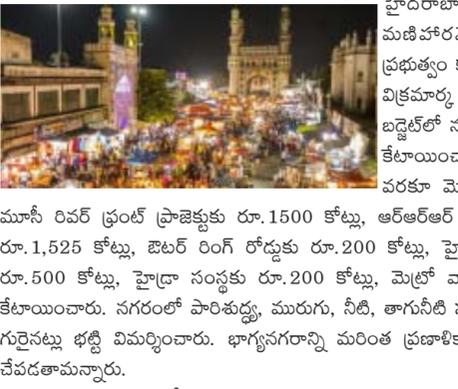 హైదరాబా
మణిహార
ప్రభుత్వం
విక్రమార్క
బడ్జెట్‌లో
కేటాయించ
వరకూ మె
మూసీ రివర్ ఫ్రంట్ ప్రాజెక్టుకు రూ.1500 కోట్లు, ఆర్ఆర్ఆర్
రూ.1,525 కోట్లు, ఔటర్ రింగ్ రోడ్డుకు రూ.200 కోట్లు, హై
రూ.500 కోట్లు, హైడ్రా సంస్థకు రూ.200 కోట్లు, మెట్రో వా
కేటాయించారు. నగరంలో పారిశుద్ధ్య, మురుగు, నీటి, తాగునీటి
గురైనట్లు భట్టి విమర్శించారు. భాగ్యనగరాన్ని మరింత ప్రణాళిక
చేపడతామన్నారు.